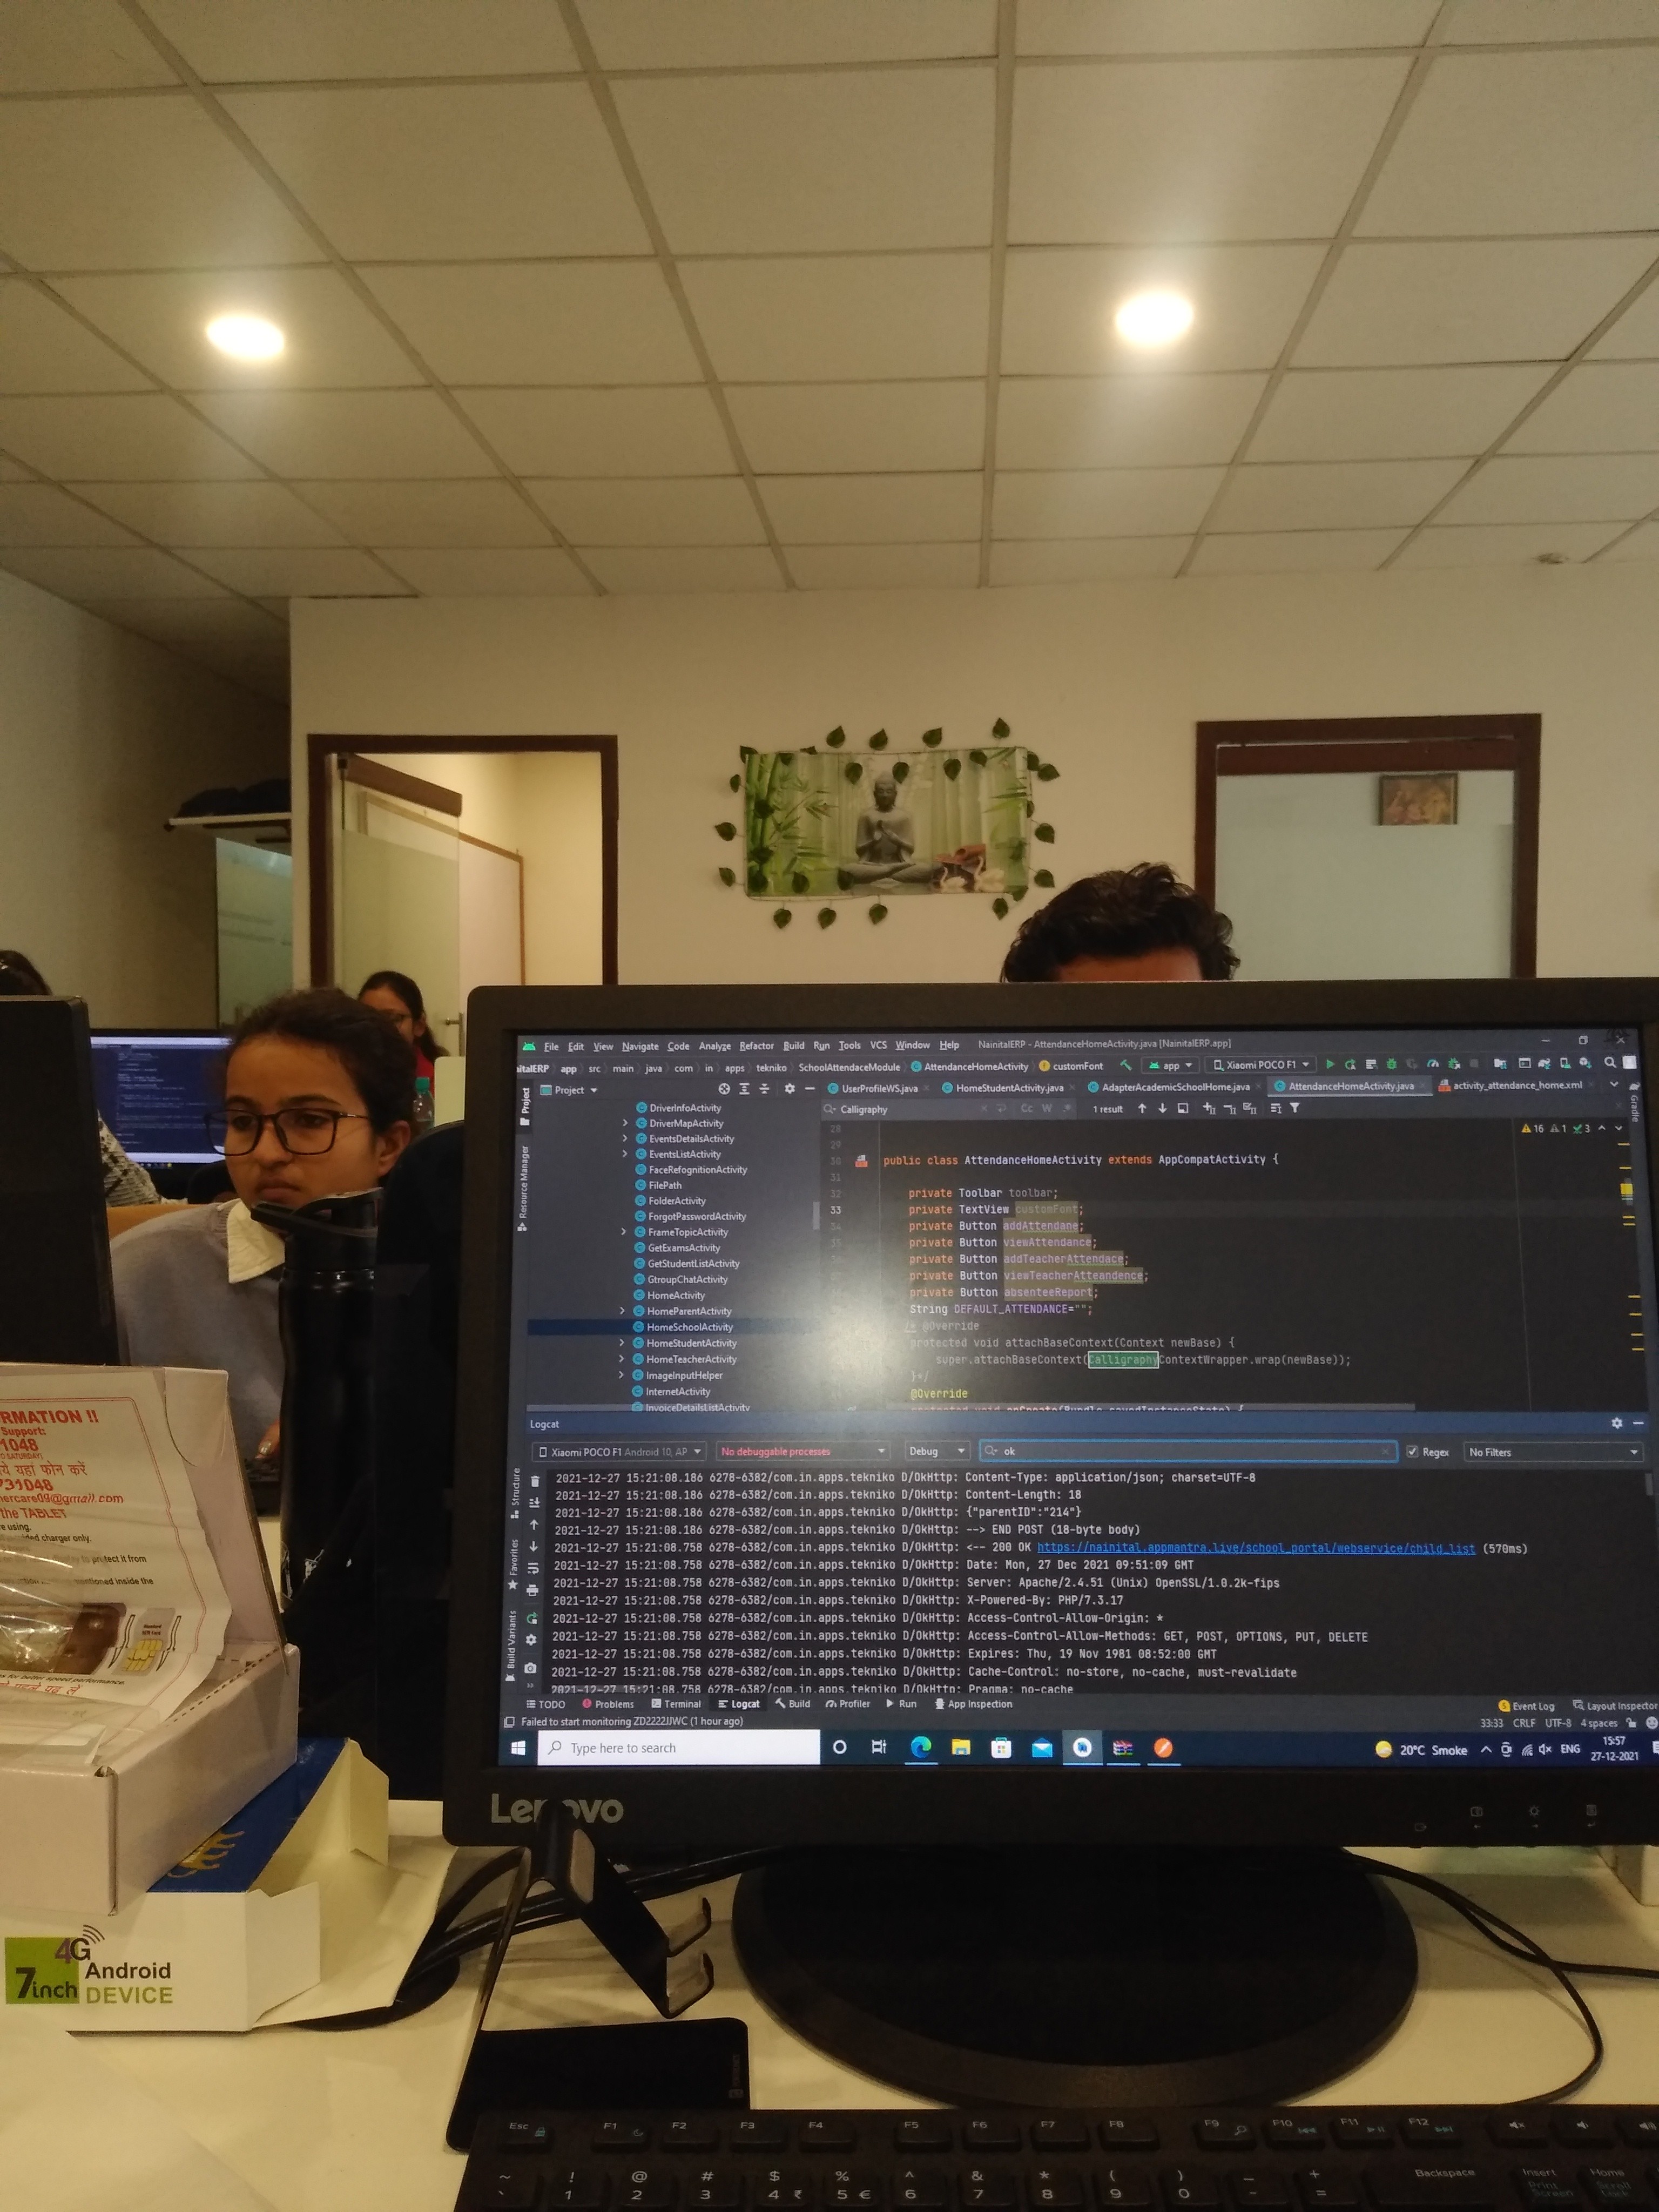 File Edit View Navigate Code Analyze Refactor Build Run Tools VCS Window Help NainitalERP - AttendanceHomeActivity.java [NainitalERP.app]
italERP app src main java com in apps tekniko SchoolAttendaceModule AttendanceHomeActivity customFont app Xiaomi POCO F1
Project
UserProfileWS.java HomeStudentActivity.java AdapterAcademicSchoolHome.java AttendanceHomeActivity.java activity_attendance_home.xml
Calligraphy Cc W 1 result
Project
Resource Manager
Gradle
DriverInfoActivity
DriverMapActivity
EventsDetailsActivity
EventsListActivity
FaceRefognitionActivity
FilePath
FolderActivity
ForgotPasswordActivity
FrameTopicActivity
GetExamsActivity
GetStudentListActivity
GtroupChatActivity
HomeActivity
HomeParentActivity
HomeSchoolActivity
HomeStudentActivity
HomeTeacherActivity
ImageInputHelper
InternetActivity
InvoiceDetailsListActivity
16 1 3
28
29
30 public class AttendanceHomeActivity extends AppCompatActivity {
31
32 private Toolbar toolbar;
33 private TextView customFont;
private Button addAttendane;
private Button viewAttendance;
private Button addTeacherAttendace;
private Button viewTeacherAtteandence;
private Button absenteeReport;
String DEFAULT_ATTENDANCE="";
/* @Override
protected void attachBaseContext(Context newBase) {
super.attachBaseContext(CalligraphyContextWrapper.wrap(newBase));
}*/
@Override
Logcat
Xiaomi POCO F1 Android 10, AP No debuggable processes Debug ok Regex No Filters
2021-12-27 15:21:08.186 6278-6382/com.in.apps.tekniko D/OkHttp: Content-Type: application/json; charset=UTF-8
2021-12-27 15:21:08.186 6278-6382/com.in.apps.tekniko D/OkHttp: Content-Length: 18
2021-12-27 15:21:08.186 6278-6382/com.in.apps.tekniko D/OkHttp: {"parentID":"214"}
2021-12-27 15:21:08.186 6278-6382/com.in.apps.tekniko D/OkHttp: --> END POST (18-byte body)
2021-12-27 15:21:08.758 6278-6382/com.in.apps.tekniko D/OkHttp: <-- 200 OK https://nainital.appmantra.live/school_portal/webservice/child_list (570ms)
2021-12-27 15:21:08.758 6278-6382/com.in.apps.tekniko D/OkHttp: Date: Mon, 27 Dec 2021 09:51:09 GMT
2021-12-27 15:21:08.758 6278-6382/com.in.apps.tekniko D/OkHttp: Server: Apache/2.4.51 (Unix) OpenSSL/1.0.2k-fips
2021-12-27 15:21:08.758 6278-6382/com.in.apps.tekniko D/OkHttp: X-Powered-By: PHP/7.3.17
2021-12-27 15:21:08.758 6278-6382/com.in.apps.tekniko D/OkHttp: Access-Control-Allow-Origin: *
2021-12-27 15:21:08.758 6278-6382/com.in.apps.tekniko D/OkHttp: Access-Control-Allow-Methods: GET, POST, OPTIONS, PUT, DELETE
2021-12-27 15:21:08.758 6278-6382/com.in.apps.tekniko D/OkHttp: Expires: Thu, 19 Nov 1981 08:52:00 GMT
2021-12-27 15:21:08.758 6278-6382/com.in.apps.tekniko D/OkHttp: Cache-Control: no-store, no-cache, must-revalidate
2021-12-27 15:21:08.758 6278-6382/com.in.apps.tekniko D/OkHttp: Pragma: no-cache
Structure
Favorites
Build Variants
TODO Problems Terminal Logcat Build Profiler Run App Inspection Event Log Layout Inspector
Failed to start monitoring ZD2222JJWC (1 hour ago) 33:33 CRLF UTF-8 4 spaces
Type here to search 20°C Smoke ENG 15:57
27-12-2021
Lenovo
RMATION !!
Support:
1048
ये यहां फोन करें
731048
mercare09@gmail.com
the TABLET
e using.
charger only.
to protect it from
mentioned inside the
for better speed performance.
4G
7inch Android
DEVICE
Esc F1 F2 F3 F4 F5 F6 F7 F8 F9 F10 F11 F12
~ ! @ # $ % ^ & * ( ) _ + Backspace Insert Home
` 1 2 3 4 ₹ 5 € 6 7 8 9 0 - = Print Screen Scroll Lock